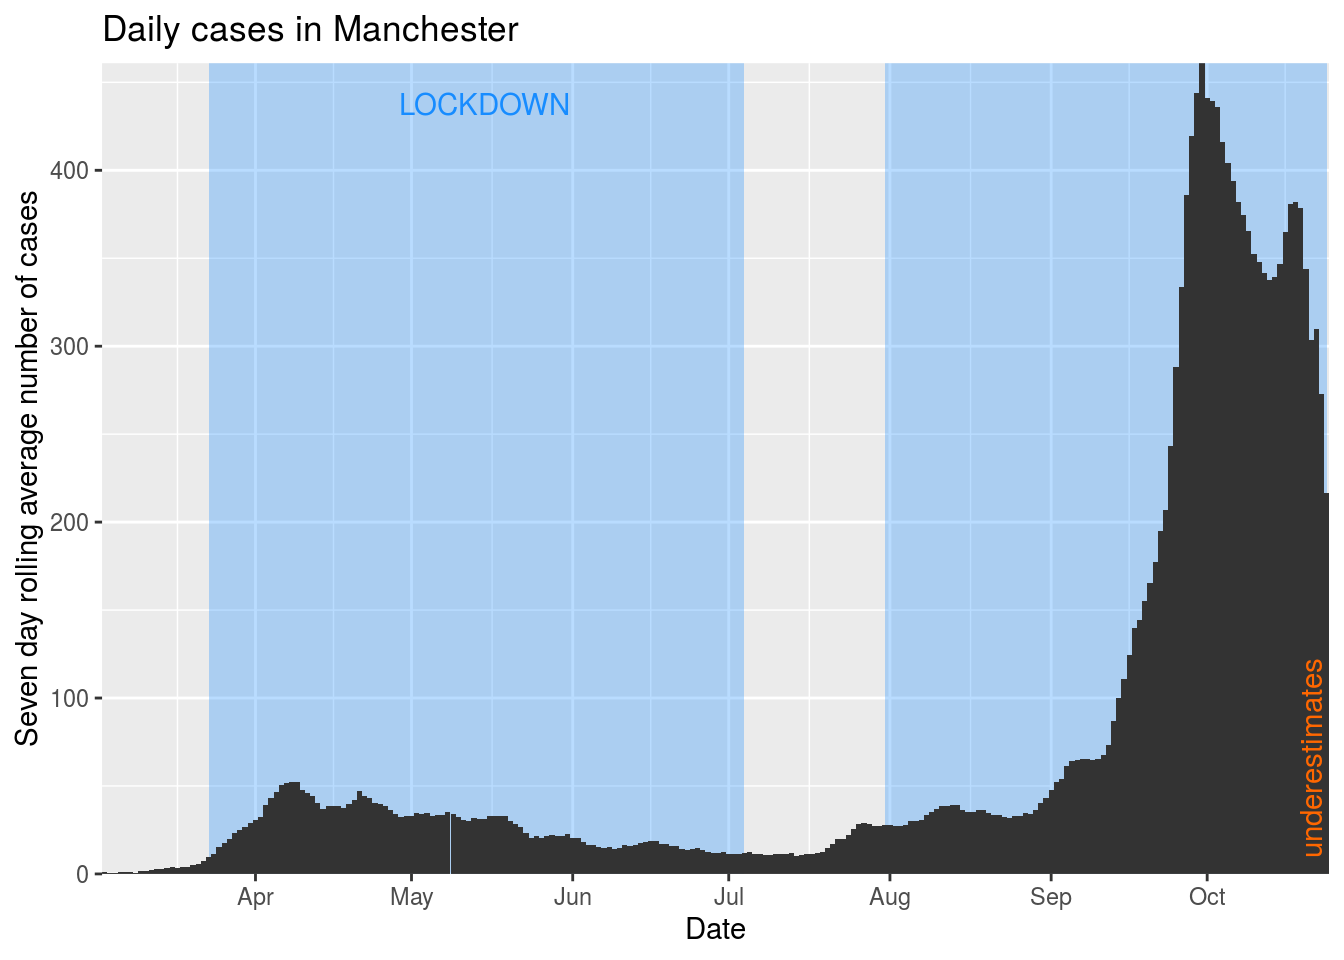 Daily cases in Manchester
LOCKDOWN
Seven day rolling average number of cases
400
300
200
100
0
underestimates
Apr
May
Jun
Jul
Aug
Sep
Oct
Date